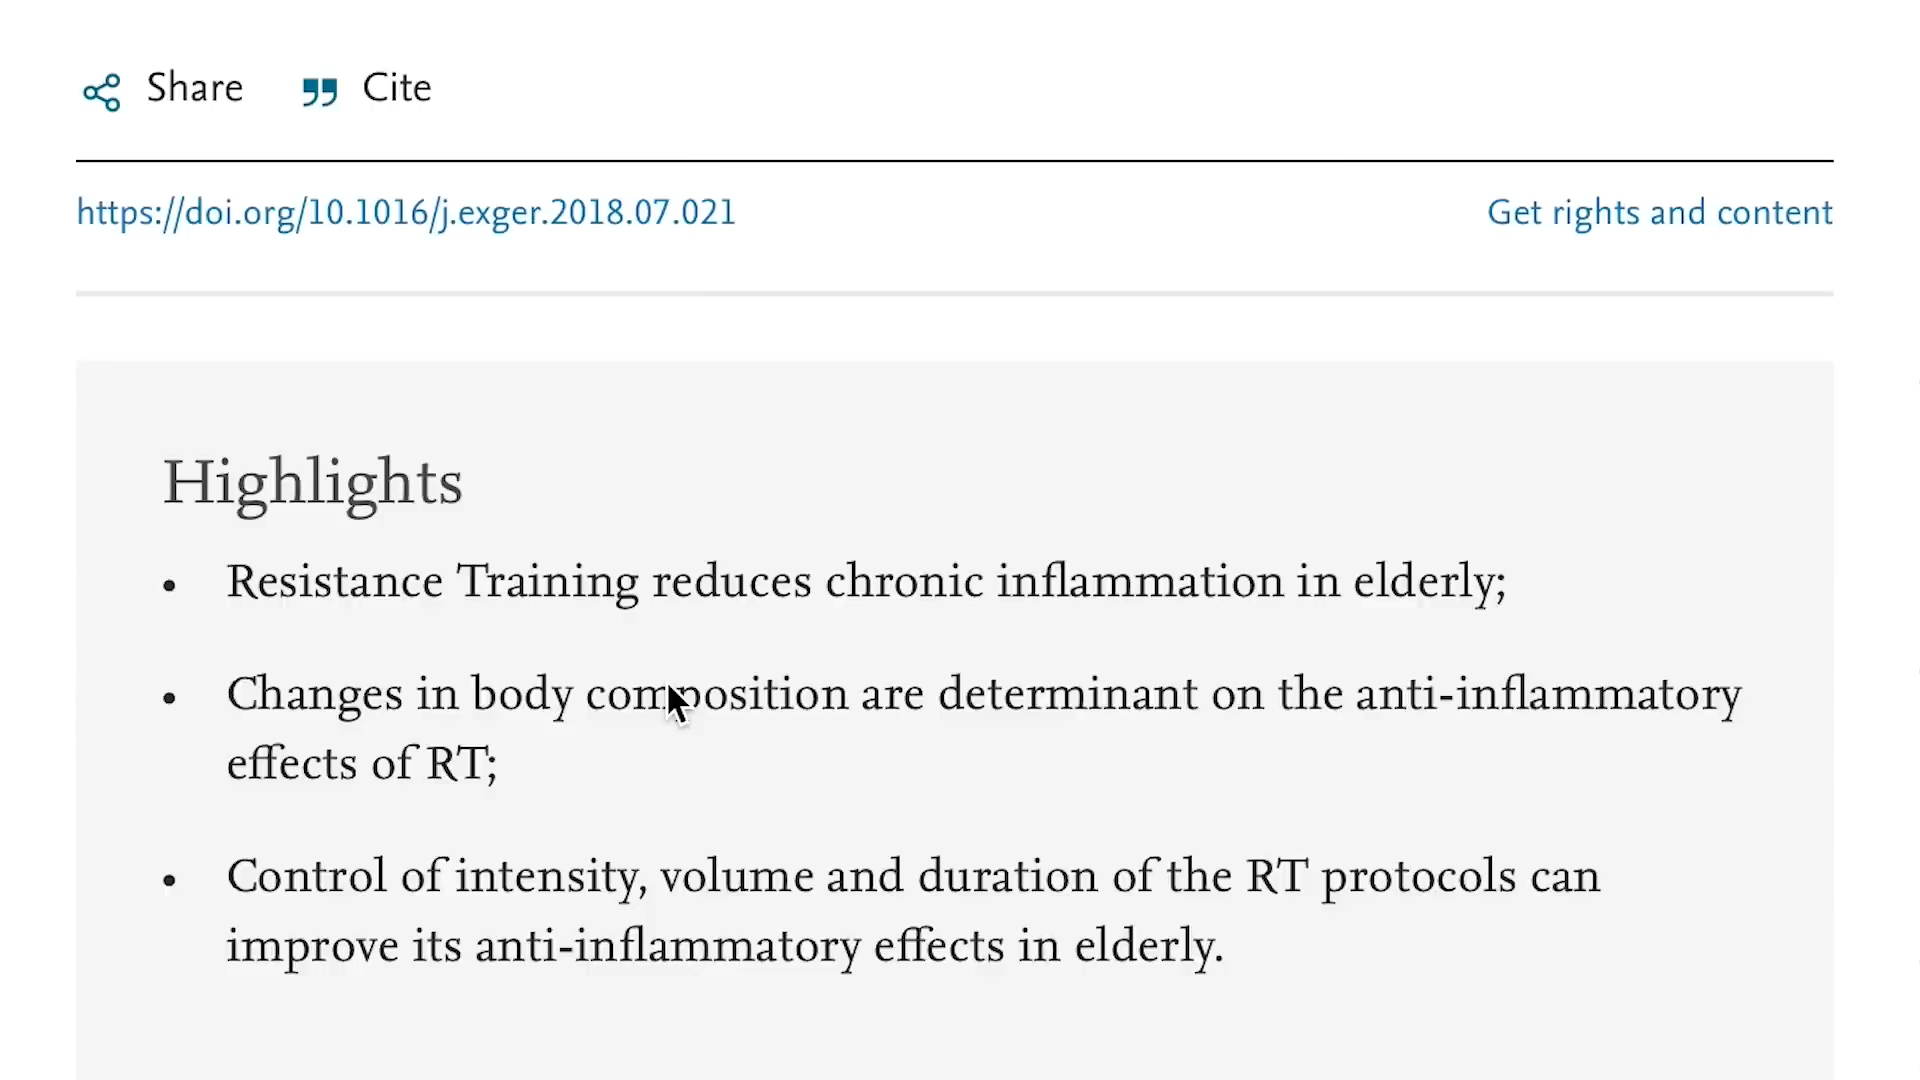 Share Cite
https://doi.org/10.1016/j.exger.2018.07.021 Get rights and content
Highlights
• Resistance Training reduces chronic inflammation in elderly;
• Changes in body composition are determinant on the anti-inflammatory
effects of RT;
• Control of intensity, volume and duration of the RT protocols can
improve its anti-inflammatory effects in elderly.